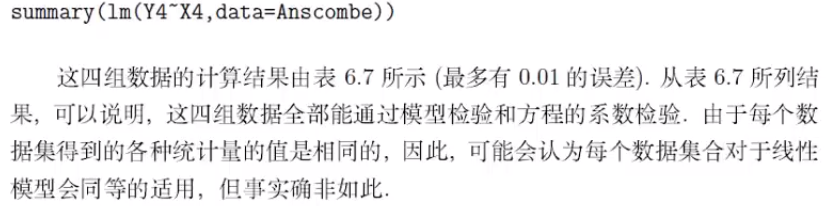 summary(lm(Y4~X4,data=Anscombe))
这四组数据的计算结果由表 6.7 所示 (最多有 0.01 的误差). 从表 6.7 所列结
果, 可以说明, 这四组数据全部能通过模型检验和方程的系数检验. 由于每个数
据集得到的各种统计量的值是相同的, 因此, 可能会认为每个数据集合对于线性
模型会同等的适用, 但事实确非如此.